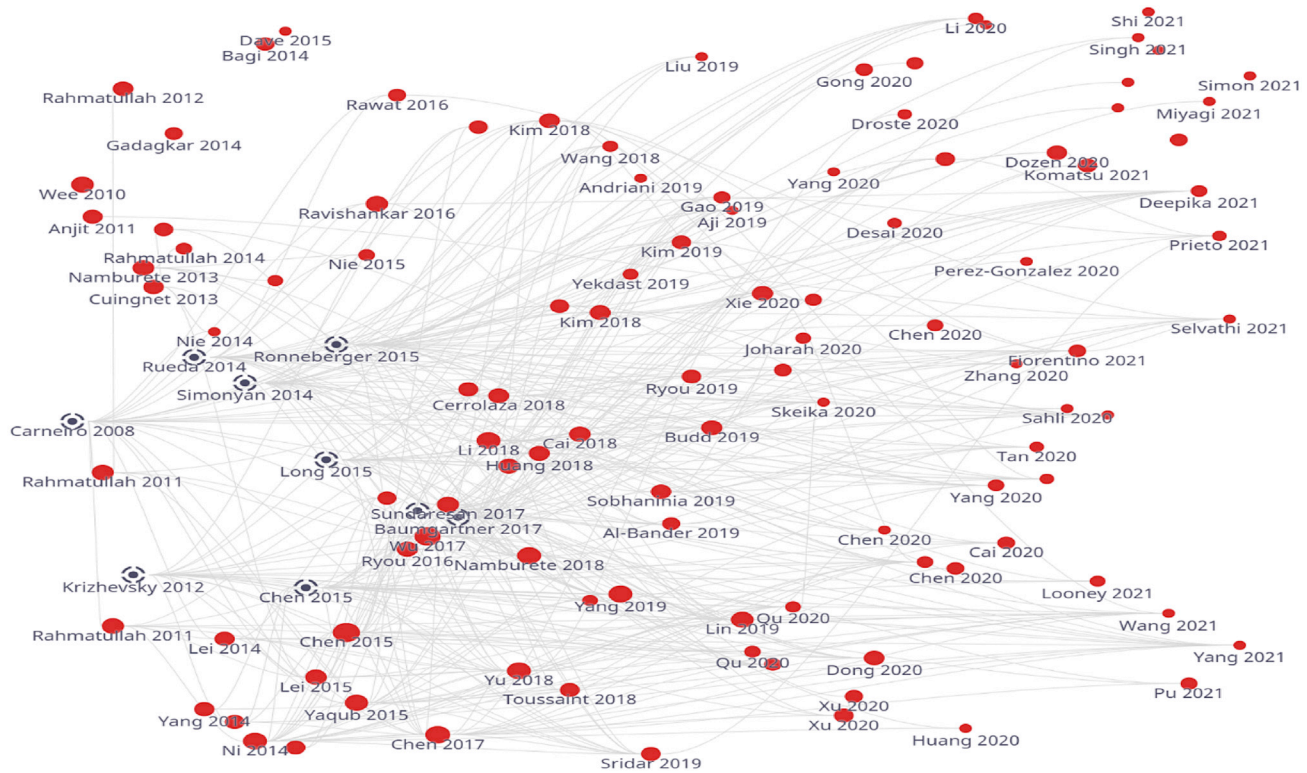 Li 2020
Shi 2021
Dave 2015
Bagi 2014
Singh 2021
Liu 2019
Gong 2020
Simon 2021
Rahmatullah 2012
Rawat 2016
Miyagi 2021
Kim 2018
Droste 2020
Gadagkar 2014
Wang 2018
Dozen 2020
Komatsu 2021
Yang 2020
Andriani 2019
Wee 2010
Deepika 2021
Gao 2019
Ravishankar 2016
Aji 2019
Anjit 2011
Desai 2020
Prieto 2021
Kim 2019
Rahmatullah 2014
Nie 2015
Namburete 2013
Perez-Gonzalez 2020
Yekdast 2019
Cuingnet 2013
Xie 2020
Kim 2018
Selvathi 2021
Chen 2020
Nie 2014
Joharah 2020
Ronneberger 2015
Fiorentino 2021
Rueda 2014
Zhang 2020
Ryou 2019
Simonyan 2014
Cerrolaza 2018
Skeika 2020
Sahli 2020
Carneiro 2008
Budd 2019
Cai 2018
Li 2018
Tan 2020
Huang 2018
Long 2015
Rahmatullah 2011
Yang 2020
Sobhaninia 2019
Sundaresan 2017
Baumgartner 2017
Al-Bander 2019
Wu 2017
Chen 2020
Cai 2020
Ryou 2016
Namburete 2018
Chen 2020
Krizhevsky 2012
Chen 2015
Looney 2021
Yang 2019
Qu 2020
Wang 2021
Lin 2019
Rahmatullah 2011
Chen 2015
Lei 2014
Yang 2021
Qu 2020
Dong 2020
Yu 2018
Lei 2015
Toussaint 2018
Pu 2021
Xu 2020
Yaqub 2015
Yang 2014
Xu 2020
Huang 2020
Chen 2017
Ni 2014
Sridar 2019